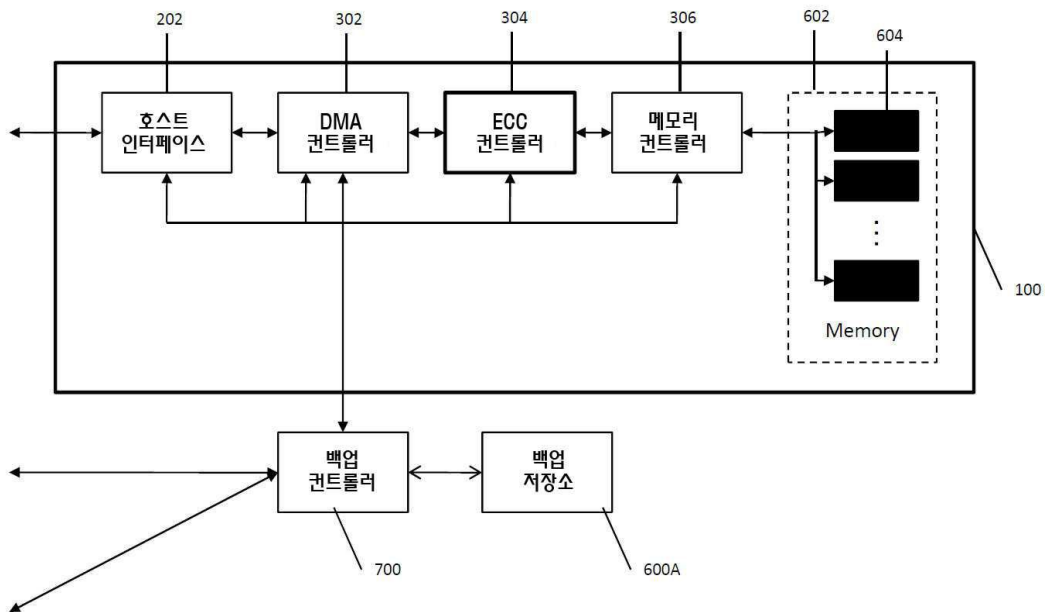 202
302
304
306
602
604
호스트
인터페이스
DMA
컨트롤러
ECC
컨트롤러
메모리
컨트롤러
⋮
Memory
100
백업
컨트롤러
백업
저장소
700
600A